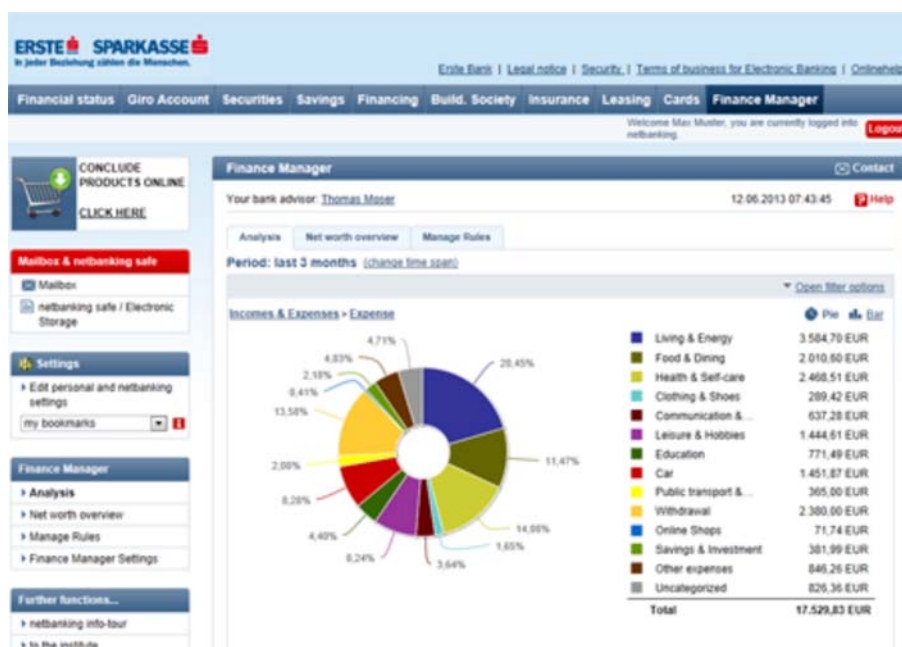 ERSTE SPARKASSE
In jeder Beziehung zählen die Menschen.
Erste Bank | Legal notice | Security | Terms of business for Electronic Banking | Onlinehelp
Financial status Giro Account Securities Savings Financing Build. Society Insurance Leasing Cards Finance Manager
Welcome Max Muster, you are currently logged into
netbanking.
Logout
CONCLUDE
PRODUCTS ONLINE
CLICK HERE
Mailbox & netbanking safe
Mailbox
netbanking safe / Electronic
Storage
Settings
Edit personal and netbanking
settings
my bookmarks
Finance Manager
Analysis
Net worth overview
Manage Rules
Finance Manager Settings
Further functions...
netbanking info-tour
to the institute
Finance Manager Contact
Your bank advisor: Thomas Moser 12.06.2013 07:43:45 Help
Analysis Net worth overview Manage Rules
Period: last 3 months (change time span)
Open filter options
Incomes & Expenses > Expense Pie Bar
4,71%
4,83%
2,18%
0,41%
13,58%
2,08%
8,28%
4,40%
8,24%
3,64%
1,65%
14,08%
11,47%
20,45%
Living & Energy 3.584,70 EUR
Food & Dining 2.010,60 EUR
Health & Self-care 2.468,51 EUR
Clothing & Shoes 289,42 EUR
Communication &... 637,28 EUR
Leisure & Hobbies 1.444,61 EUR
Education 771,49 EUR
Car 1.451,87 EUR
Public transport &... 365,00 EUR
Withdrawal 2.380,00 EUR
Online Shops 71,74 EUR
Savings & Investment 381,99 EUR
Other expenses 846,26 EUR
Uncategorized 826,36 EUR
Total 17.529,83 EUR